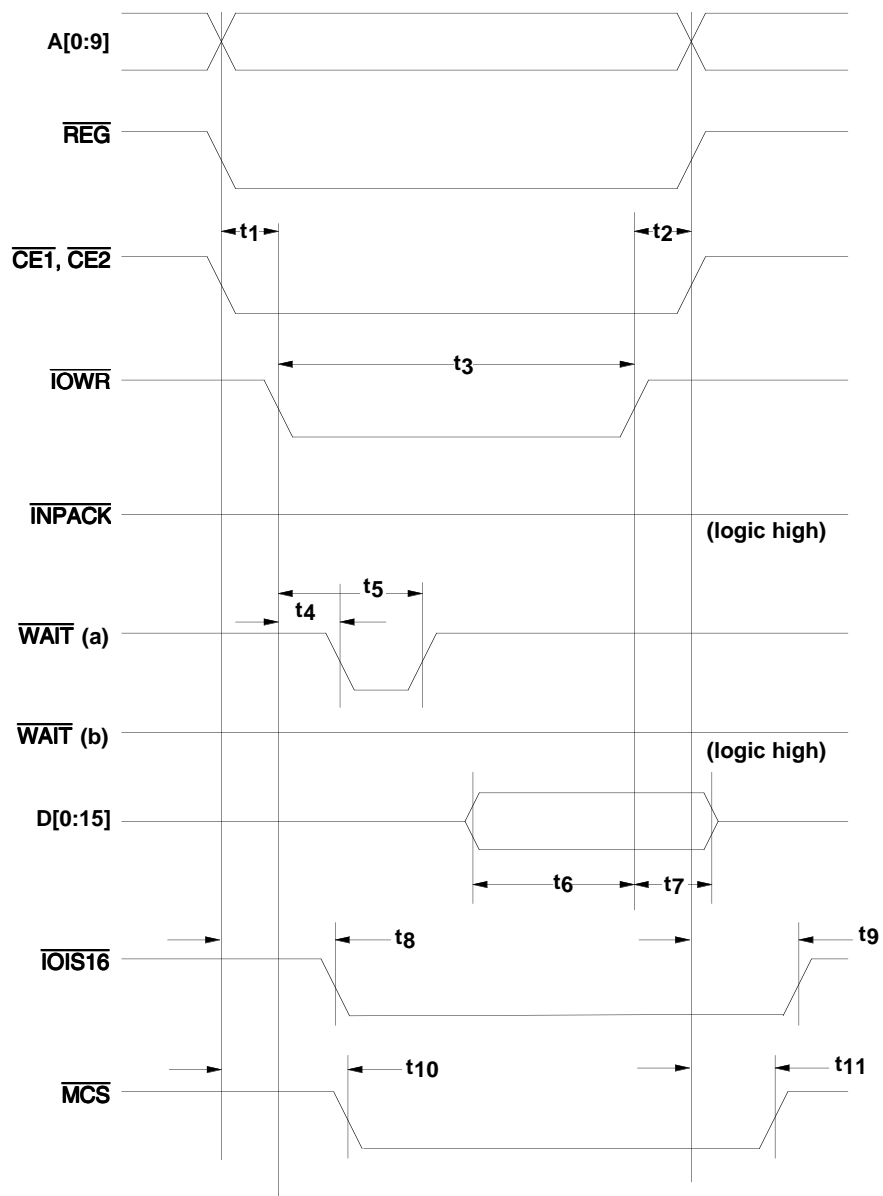 A[0:9]
REG
t1
t2
CE1, CE2
t3
IOWR
INPACK
(logic high)
t5
t4
WAIT (a)
WAIT (b)
(logic high)
D[0:15]
t6
t7
t8
t9
IOIS16
t10
t11
MCS